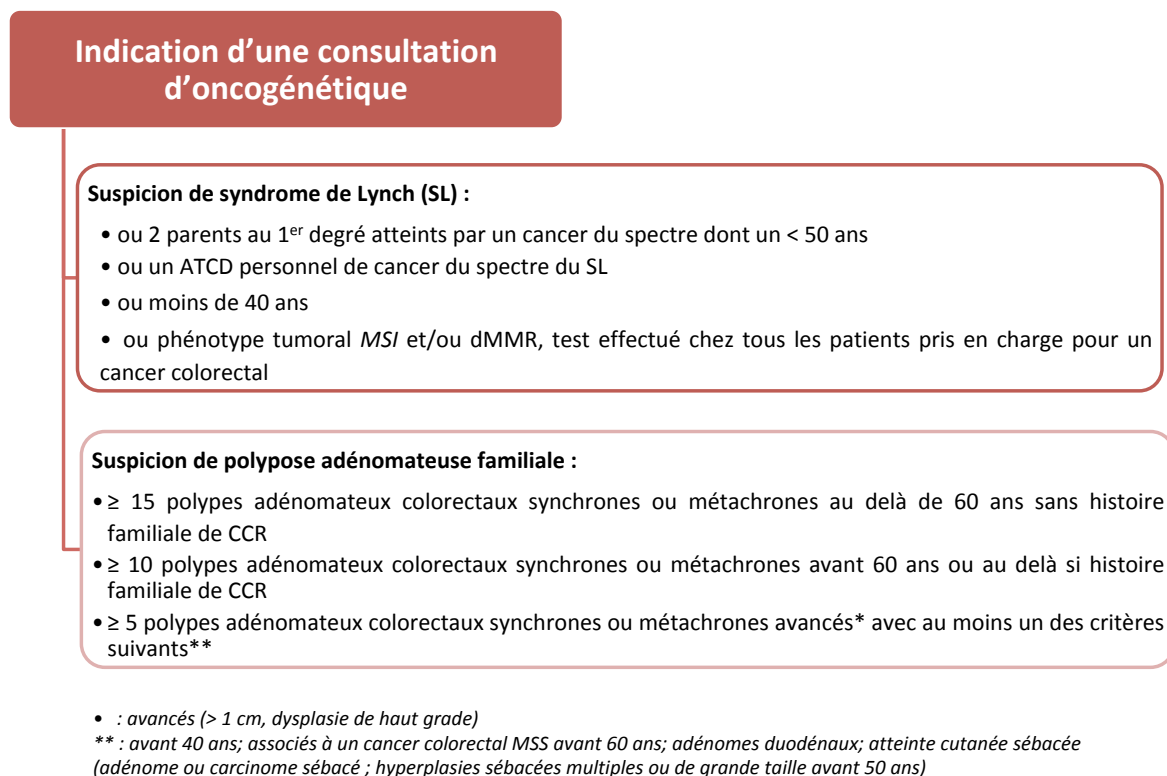 Indication d’une consultation
d’oncogénétique
Suspicion de syndrome de Lynch (SL) :
• ou 2 parents au 1er degré atteints par un cancer du spectre dont un < 50 ans
• ou un ATCD personnel de cancer du spectre du SL
• ou moins de 40 ans
• ou phénotype tumoral MSI et/ou dMMR, test effectué chez tous les patients pris en charge pour un
cancer colorectal
Suspicion de polypose adénomateuse familiale :
• ≥ 15 polypes adénomateux colorectaux synchrones ou métachrones au delà de 60 ans sans histoire
familiale de CCR
• ≥ 10 polypes adénomateux colorectaux synchrones ou métachrones avant 60 ans ou au delà si histoire
familiale de CCR
• ≥ 5 polypes adénomateux colorectaux synchrones ou métachrones avancés* avec au moins un des critères
suivants**
• : avancés (> 1 cm, dysplasie de haut grade)
** : avant 40 ans; associés à un cancer colorectal MSS avant 60 ans; adénomes duodénaux; atteinte cutanée sébacée
(adénome ou carcinome sébacé ; hyperplasies sébacées multiples ou de grande taille avant 50 ans)